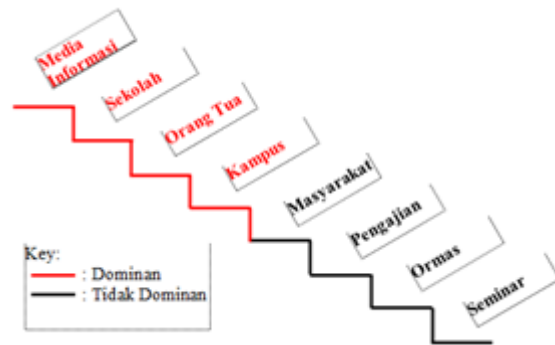 Media
Informasi
Sekolah
Orang Tua
Kampus
Masyarakat
Pengajian
Ormas
Seminar
Key:
: Dominan
: Tidak Dominan